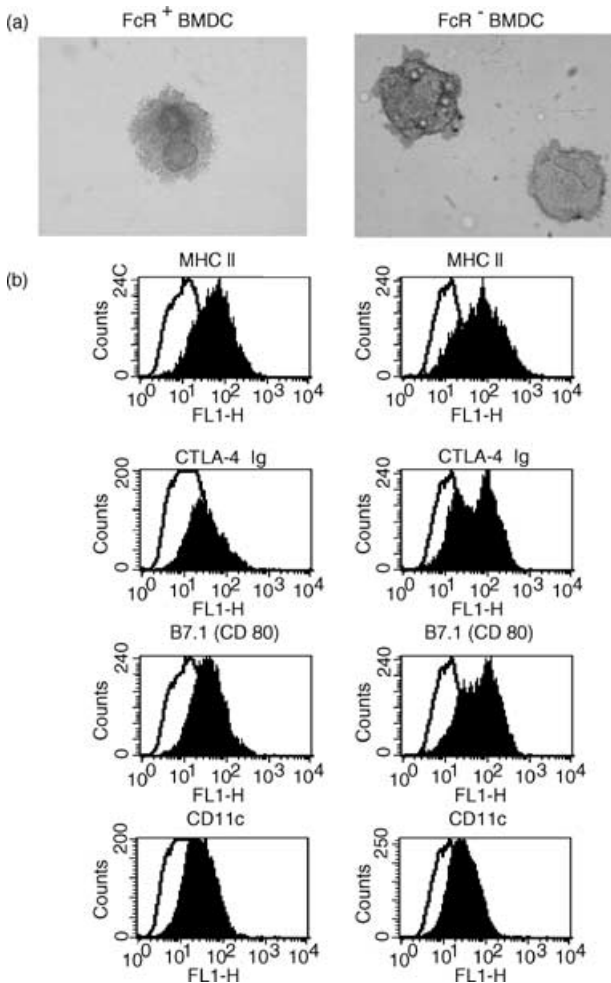 (a)
FcR + BMDC
FcR - BMDC
(b)
MHC II
MHC II
Counts
24C
0
10^0 10^1 10^2 10^3 10^4
FL1-H
Counts
240
0
10^0 10^1 10^2 10^3 10^4
FL1-H
CTLA-4 Ig
CTLA-4 Ig
Counts
200
0
10^0 10^1 10^2 10^3 10^4
FL1-H
Counts
240
0
10^0 10^1 10^2 10^3 10^4
FL1-H
B7.1 (CD 80)
B7.1 (CD 80)
Counts
240
0
10^0 10^1 10^2 10^3 10^4
FL1-H
Counts
240
0
10^0 10^1 10^2 10^3 10^4
FL1-H
CD11c
CD11c
Counts
200
0
10^0 10^1 10^2 10^3 10^4
FL1-H
Counts
250
0
10^0 10^1 10^2 10^3 10^4
FL1-H